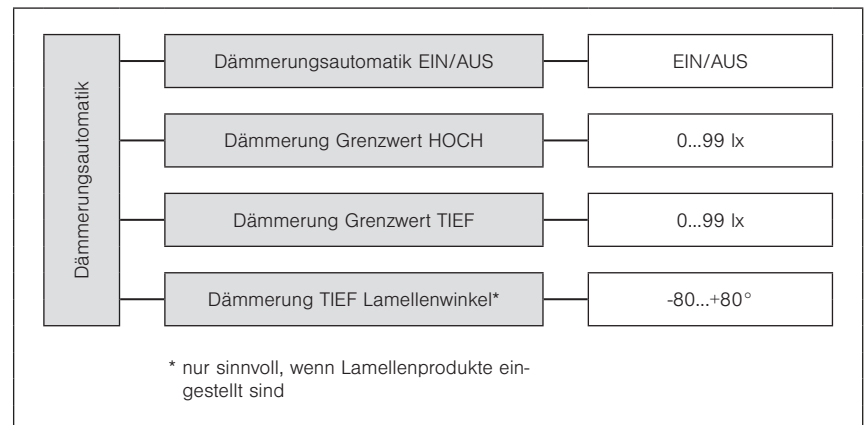 Dämmerungsautomatik
Dämmerungsautomatik EIN/AUS
EIN/AUS
Dämmerung Grenzwert HOCH
0...99 lx
Dämmerung Grenzwert TIEF
0...99 lx
Dämmerung TIEF Lamellenwinkel*
-80...+80°
* nur sinnvoll, wenn Lamellenprodukte ein-
gestellt sind